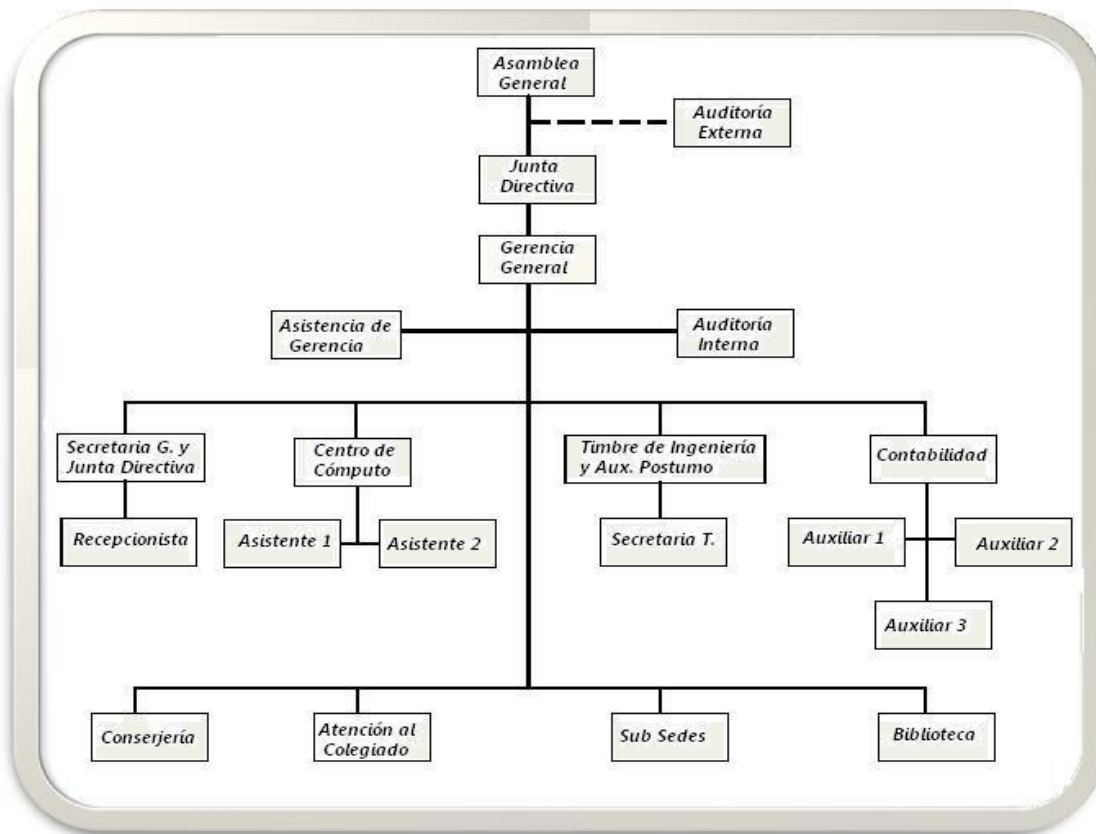 Asamblea
General
Auditoría
Externa
Junta
Directiva
Gerencia
General
Asistencia de
Gerencia
Auditoría
Interna
Secretaria G. y
Junta Directiva
Centro de
Cómputo
Timbre de Ingeniería
y Aux. Postumo
Contabilidad
Recepcionista
Asistente 1
Asistente 2
Secretaria T.
Auxiliar 1
Auxiliar 2
Auxiliar 3
Conserjería
Atención al
Colegiado
Sub Sedes
Biblioteca